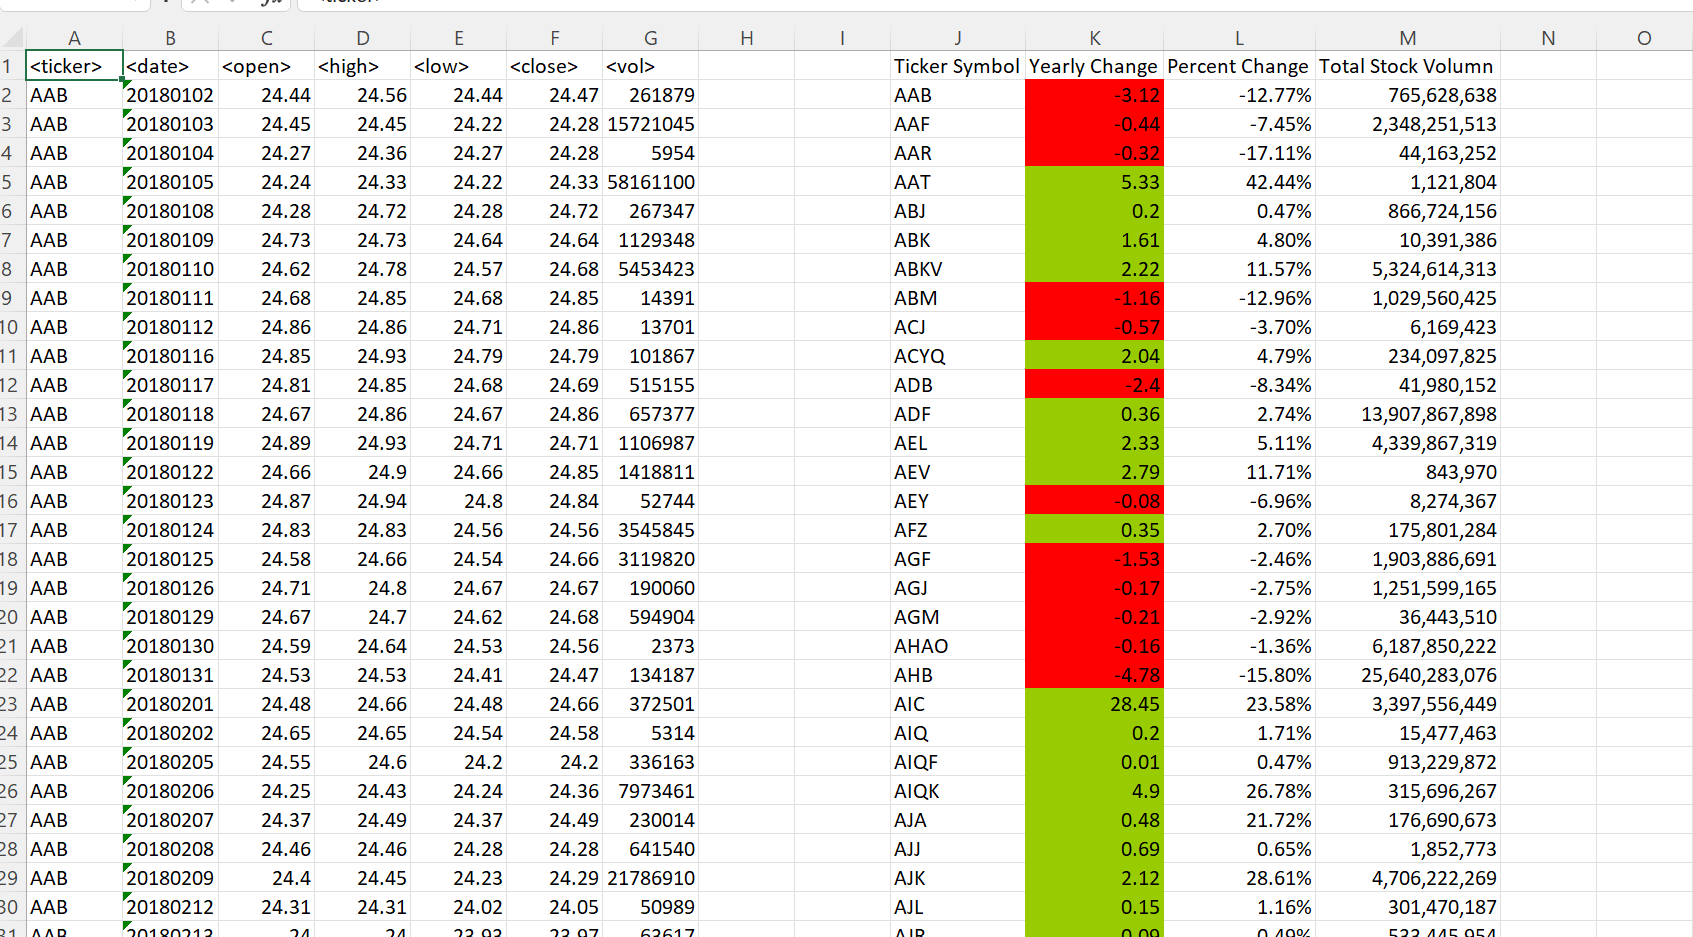 A B C D E F G H I J K L M N O
1 <ticker> <date> <open> <high> <low> <close> <vol> Ticker Symbol Yearly Change Percent Change Total Stock Volumn
2 AAB 20180102 24.44 24.56 24.44 24.47 261879 AAB -3.12 -12.77% 765,628,638
3 AAB 20180103 24.45 24.45 24.22 24.28 15721045 AAF -0.44 -7.45% 2,348,251,513
4 AAB 20180104 24.27 24.36 24.27 24.28 5954 AAR -0.32 -17.11% 44,163,252
5 AAB 20180105 24.24 24.33 24.22 24.33 58161100 AAT 5.33 42.44% 1,121,804
6 AAB 20180108 24.28 24.72 24.28 24.72 267347 ABJ 0.2 0.47% 866,724,156
7 AAB 20180109 24.73 24.73 24.64 24.64 1129348 ABK 1.61 4.80% 10,391,386
8 AAB 20180110 24.62 24.78 24.57 24.68 5453423 ABKV 2.22 11.57% 5,324,614,313
9 AAB 20180111 24.68 24.85 24.68 24.85 14391 ABM -1.16 -12.96% 1,029,560,425
10 AAB 20180112 24.86 24.86 24.71 24.86 13701 ACJ -0.57 -3.70% 6,169,423
11 AAB 20180116 24.85 24.93 24.79 24.79 101867 ACYQ 2.04 4.79% 234,097,825
12 AAB 20180117 24.81 24.85 24.68 24.69 515155 ADB -2.4 -8.34% 41,980,152
13 AAB 20180118 24.67 24.86 24.67 24.86 657377 ADF 0.36 2.74% 13,907,867,898
14 AAB 20180119 24.89 24.93 24.71 24.71 1106987 AEL 2.33 5.11% 4,339,867,319
15 AAB 20180122 24.66 24.9 24.66 24.85 1418811 AEV 2.79 11.71% 843,970
16 AAB 20180123 24.87 24.94 24.8 24.84 52744 AEY -0.08 -6.96% 8,274,367
17 AAB 20180124 24.83 24.83 24.56 24.56 3545845 AFZ 0.35 2.70% 175,801,284
18 AAB 20180125 24.58 24.66 24.54 24.66 3119820 AGF -1.53 -2.46% 1,903,886,691
19 AAB 20180126 24.71 24.8 24.67 24.67 190060 AGJ -0.17 -2.75% 1,251,599,165
20 AAB 20180129 24.67 24.7 24.62 24.68 594904 AGM -0.21 -2.92% 36,443,510
21 AAB 20180130 24.59 24.64 24.53 24.56 2373 AHAO -0.16 -1.36% 6,187,850,222
22 AAB 20180131 24.53 24.53 24.41 24.47 134187 AHB -4.78 -15.80% 25,640,283,076
23 AAB 20180201 24.48 24.66 24.48 24.66 372501 AIC 28.45 23.58% 3,397,556,449
24 AAB 20180202 24.65 24.65 24.54 24.58 5314 AIQ 0.2 1.71% 15,477,463
25 AAB 20180205 24.55 24.6 24.2 24.2 336163 AIQF 0.01 0.47% 913,229,872
26 AAB 20180206 24.25 24.43 24.24 24.36 7973461 AIQK 4.9 26.78% 315,696,267
27 AAB 20180207 24.37 24.49 24.37 24.49 230014 AJA 0.48 21.72% 176,690,673
28 AAB 20180208 24.46 24.46 24.28 24.28 641540 AJJ 0.69 0.65% 1,852,773
29 AAB 20180209 24.4 24.45 24.23 24.29 21786910 AJK 2.12 28.61% 4,706,222,269
30 AAB 20180212 24.31 24.31 24.02 24.05 50989 AJL 0.15 1.16% 301,470,187
31 AAB 20180213 24 24 23.93 23.97 63617 0.09 0.49% 533,445,954